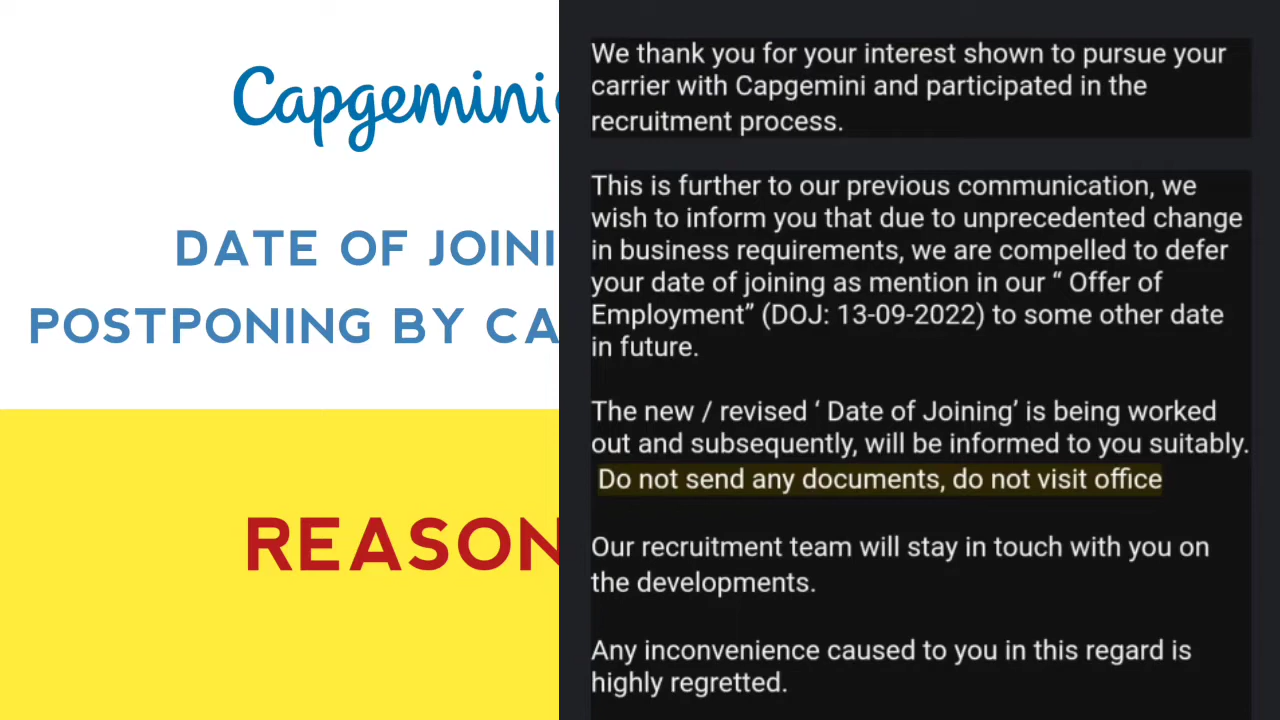 Capgemini
DATE OF JOINI
POSTPONING BY CA
REASON
We thank you for your interest shown to pursue your
carrier with Capgemini and participated in the
recruitment process.
This is further to our previous communication, we
wish to inform you that due to unprecedented change
in business requirements, we are compelled to defer
your date of joining as mention in our “ Offer of
Employment” (DOJ: 13-09-2022) to some other date
in future.
The new / revised ‘ Date of Joining’ is being worked
out and subsequently, will be informed to you suitably.
Do not send any documents, do not visit office
Our recruitment team will stay in touch with you on
the developments.
Any inconvenience caused to you in this regard is
highly regretted.